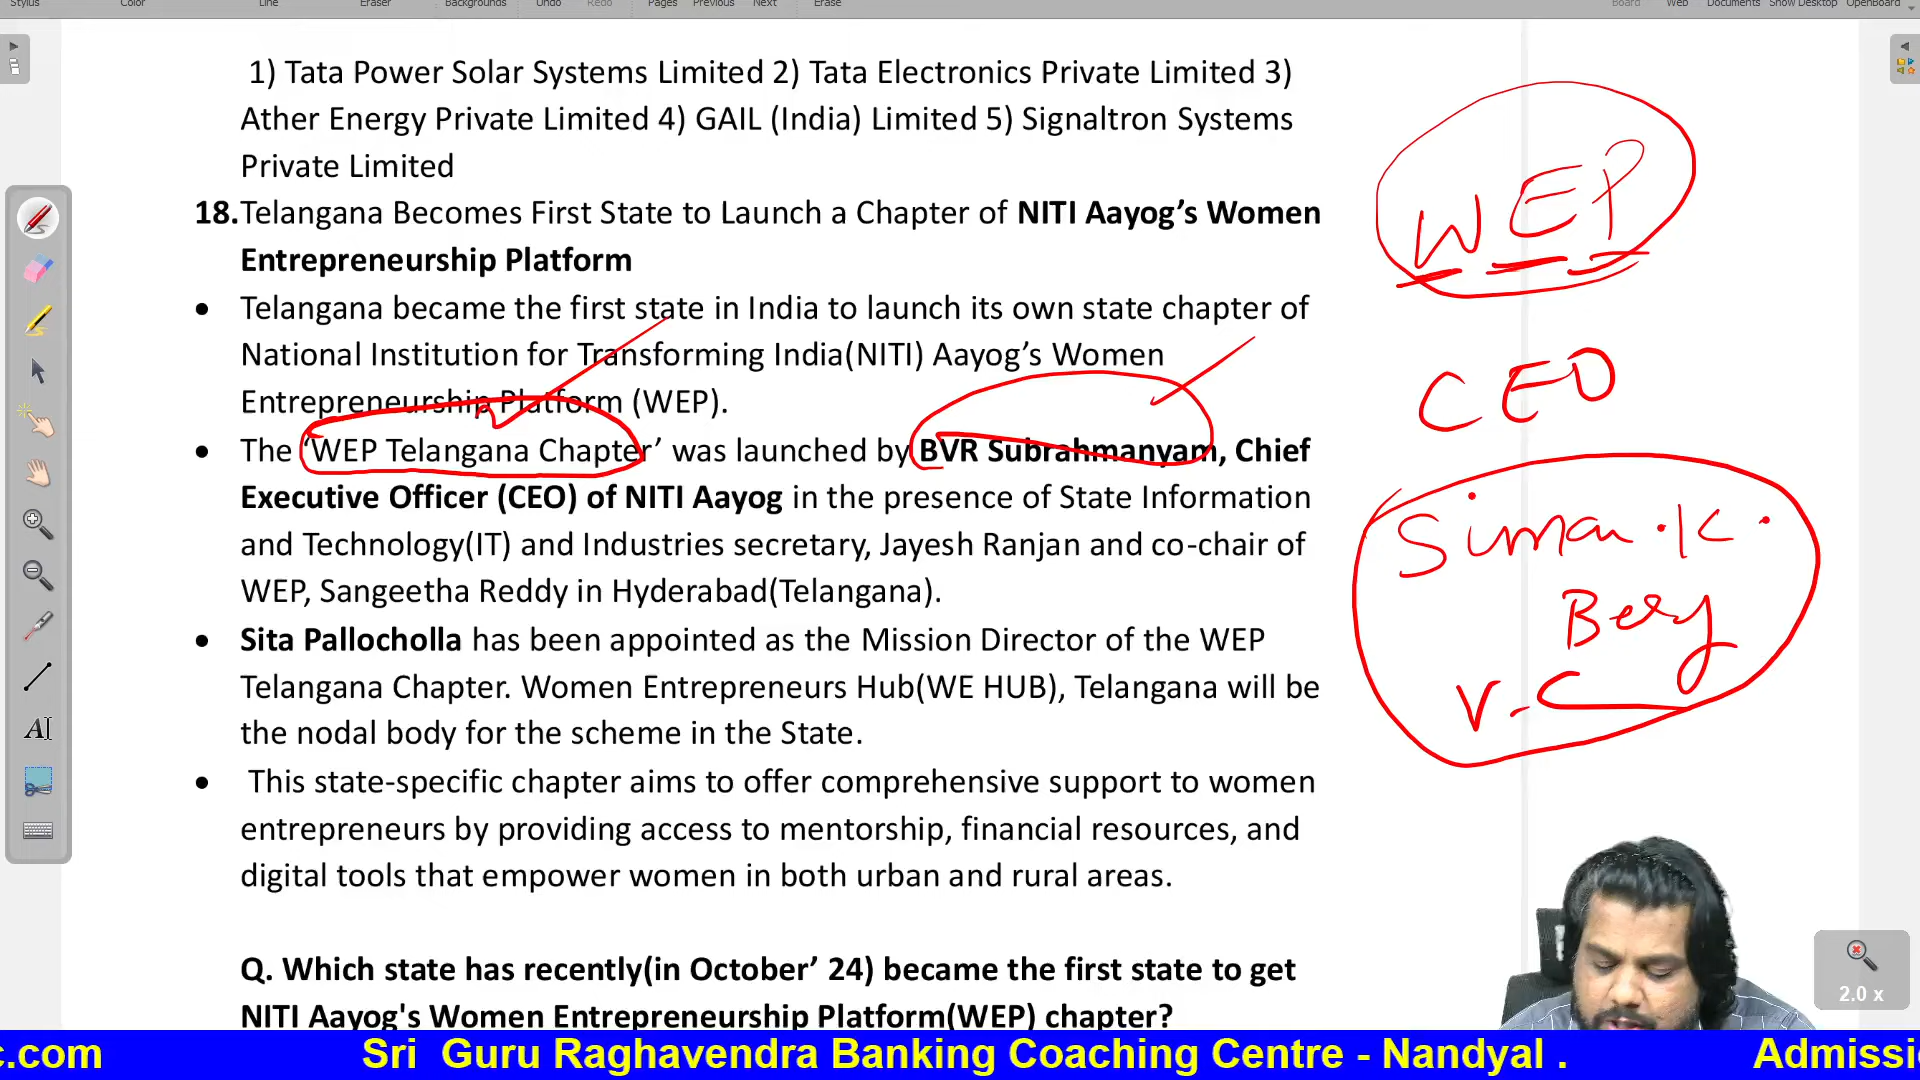 Stylus Color Line Eraser Backgrounds Undo Redo Pages Previous Next Erase Board Web Documents Show Desktop OpenBoard
1) Tata Power Solar Systems Limited 2) Tata Electronics Private Limited 3)
Ather Energy Private Limited 4) GAIL (India) Limited 5) Signaltron Systems
Private Limited
18.Telangana Becomes First State to Launch a Chapter of NITI Aayog’s Women
Entrepreneurship Platform
• Telangana became the first state in India to launch its own state chapter of
National Institution for Transforming India(NITI) Aayog’s Women
Entrepreneurship Platform (WEP).
• The ‘WEP Telangana Chapter’ was launched by BVR Subrahmanyam, Chief
Executive Officer (CEO) of NITI Aayog in the presence of State Information
and Technology(IT) and Industries secretary, Jayesh Ranjan and co-chair of
WEP, Sangeetha Reddy in Hyderabad(Telangana).
• Sita Pallocholla has been appointed as the Mission Director of the WEP
Telangana Chapter. Women Entrepreneurs Hub(WE HUB), Telangana will be
the nodal body for the scheme in the State.
• This state-specific chapter aims to offer comprehensive support to women
entrepreneurs by providing access to mentorship, financial resources, and
digital tools that empower women in both urban and rural areas.
Q. Which state has recently(in October’ 24) became the first state to get
NITI Aayog's Women Entrepreneurship Platform(WEP) chapter?
WEP
CEO
Siman .K.
Bery
V-C
AI
2.0 x
c.com Sri Guru Raghavendra Banking Coaching Centre - Nandyal . Admissi